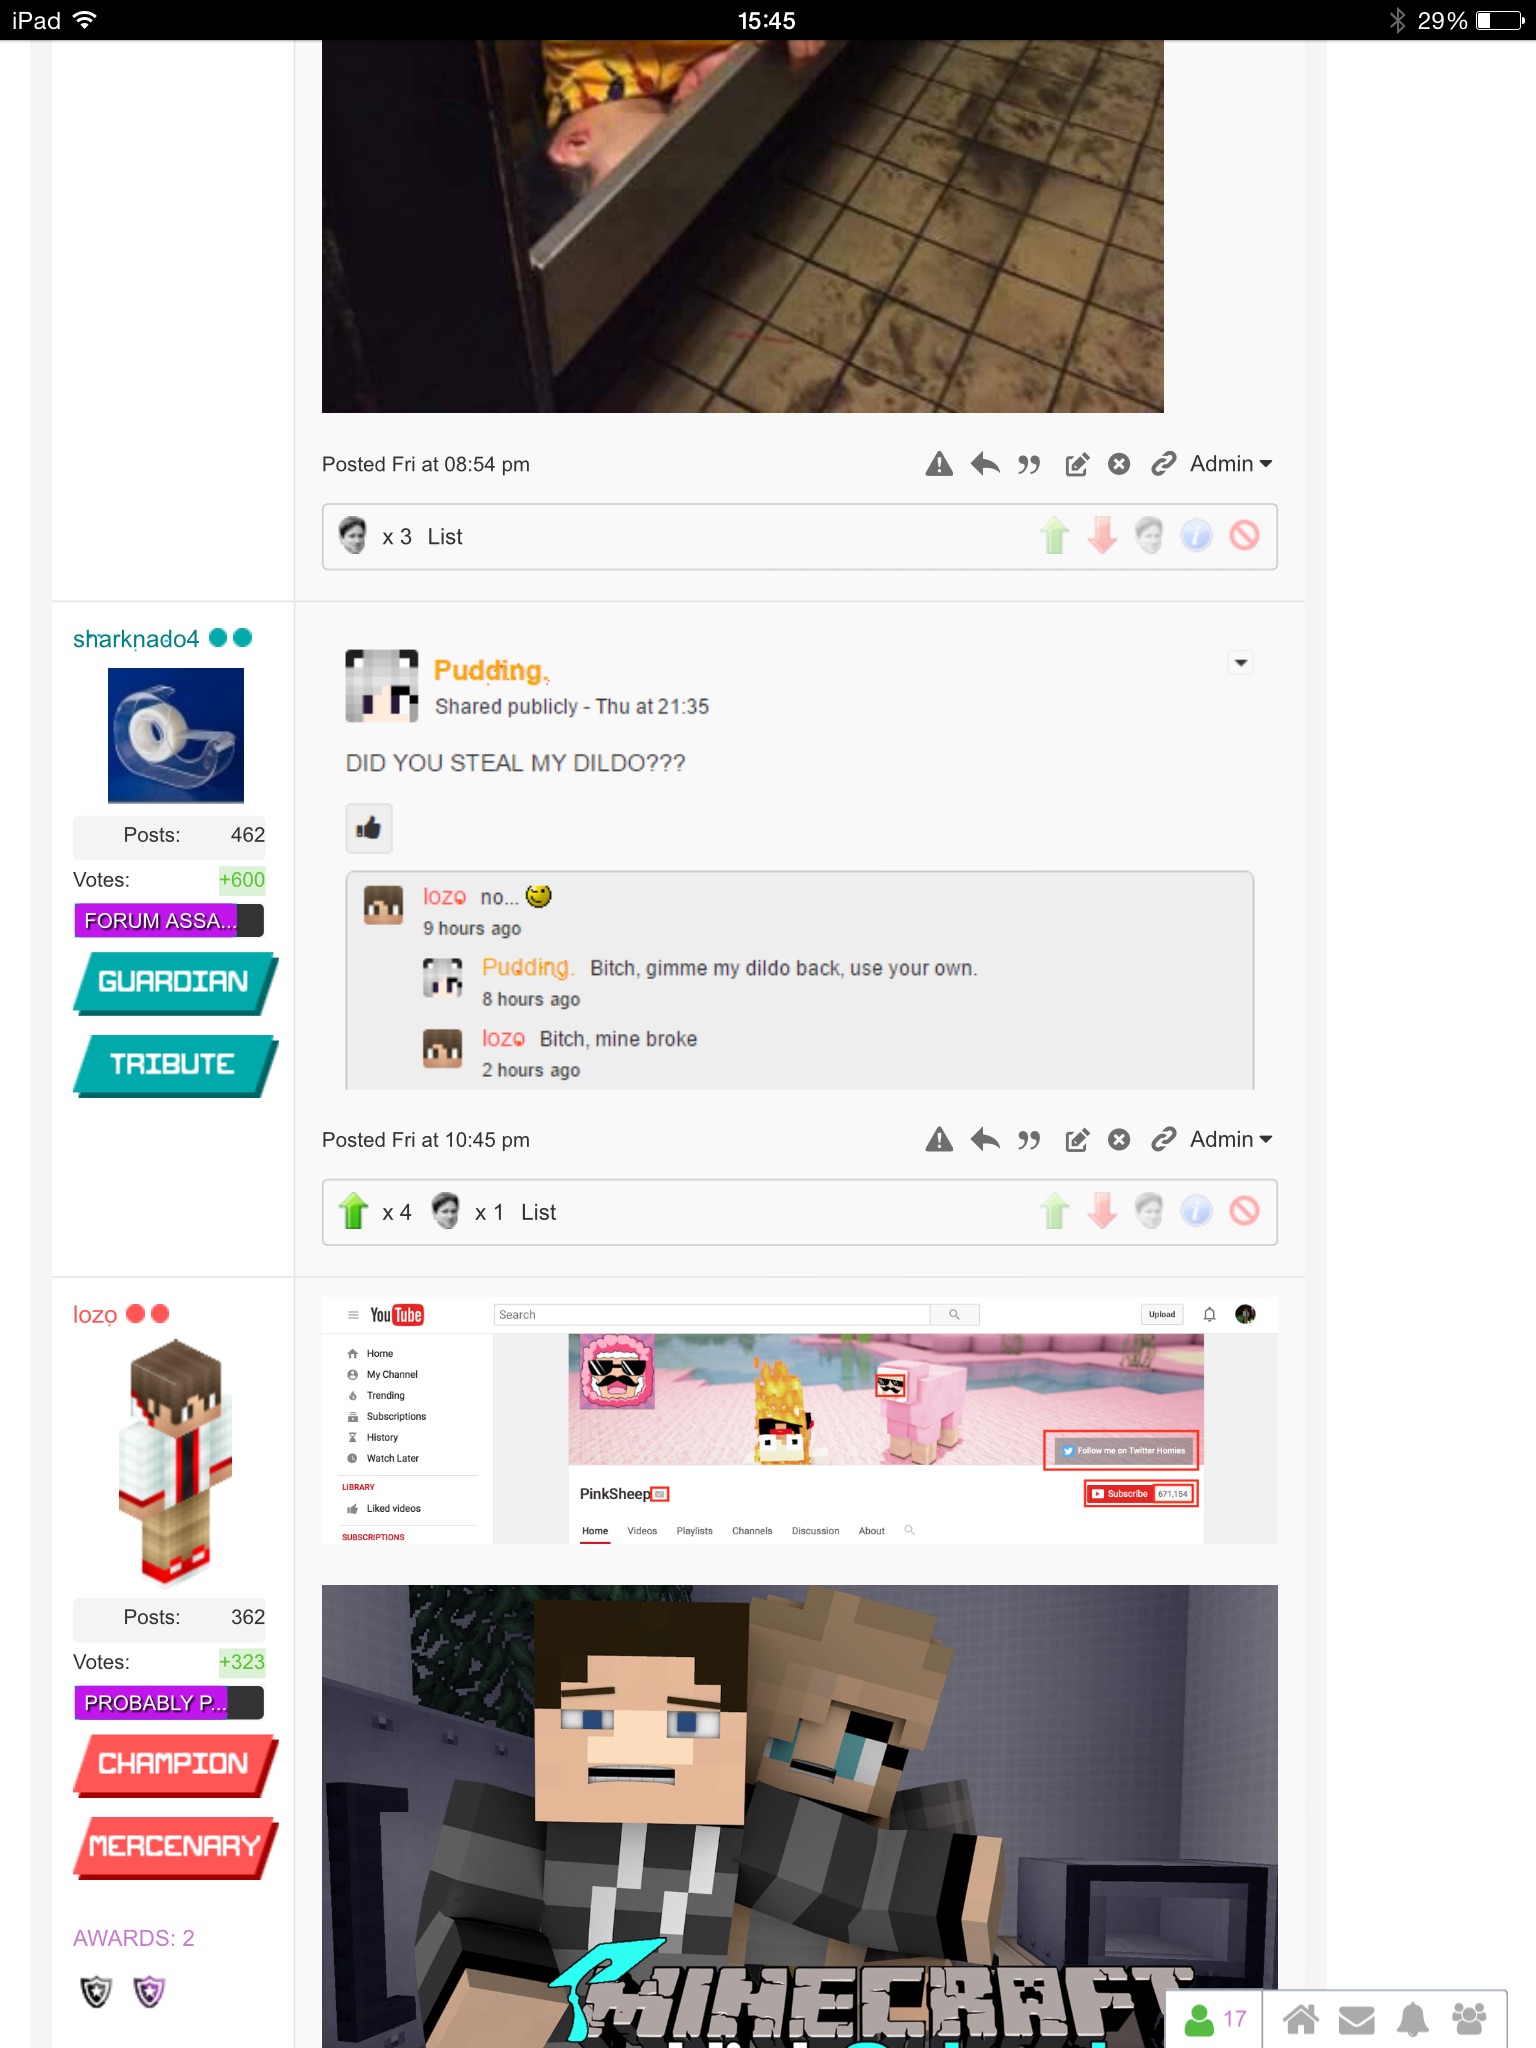 iPad
15:45
29%
Posted Fri at 08:54 pm
Admin
x 3 List
sharknado4
Posts: 462
Votes: +600
FORUM ASSA...
GUARDIAN
TRIBUTE
Pudding.
Shared publicly - Thu at 21:35
DID YOU STEAL MY DILDO???
lozo no...
9 hours ago
Pudding. Bitch, gimme my dildo back, use your own.
8 hours ago
lozo Bitch, mine broke
2 hours ago
Posted Fri at 10:45 pm
Admin
x 4 x 1 List
lozo
Posts: 362
Votes: +323
PROBABLY P...
CHAMPION
MERCENARY
AWARDS: 2
YouTube
Search
Upload
Home
My Channel
Trending
Subscriptions
History
Watch Later
LIBRARY
Liked videos
SUBSCRIPTIONS
Follow me on Twitter Homies
PinkSheep
Subscribe 671,154
Home Videos Playlists Channels Discussion About
MINECRAFT
17